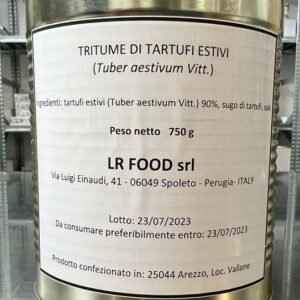 TRITUME DI TARTUFI ESTIVI
(Tuber aestivum Vitt.)
ingredienti: tartufi estivi (Tuber aestivum Vitt.) 90%, sugo di tartufi, sale
Peso netto 750 g
LR FOOD srl
Via Luigi Einaudi, 41 - 06049 Spoleto - Perugia- ITALY
Lotto: 23/07/2023
Da consumare preferibilmente entro: 23/07/2023
Prodotto confezionato in: 25044 Arezzo, Loc. Vallone